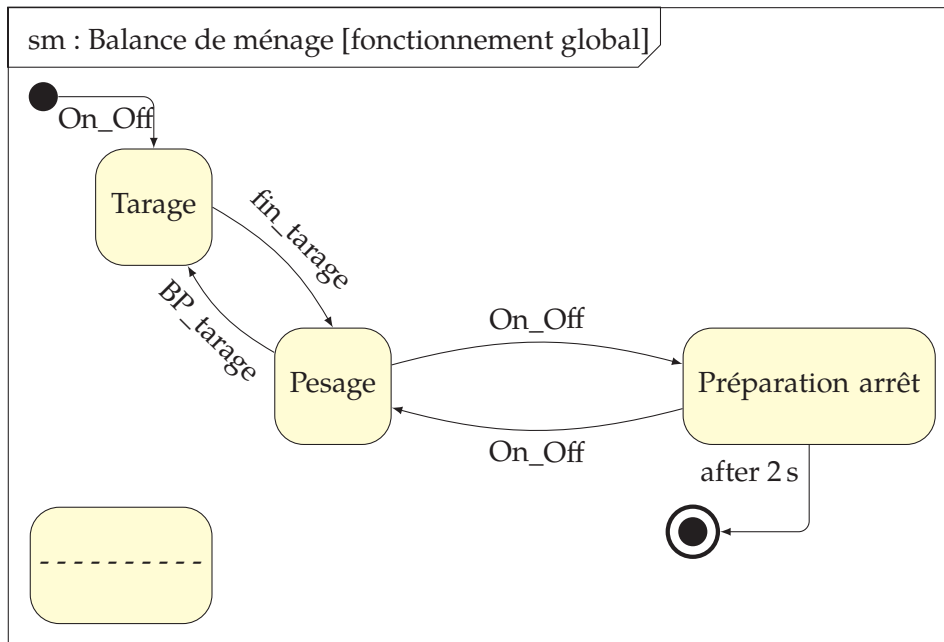 sm : Balance de ménage [fonctionnement global]
On_Off
Tarage
fin_tarage
BP_tarage
On_Off
Pesage
Préparation arrêt
On_Off
after 2 s